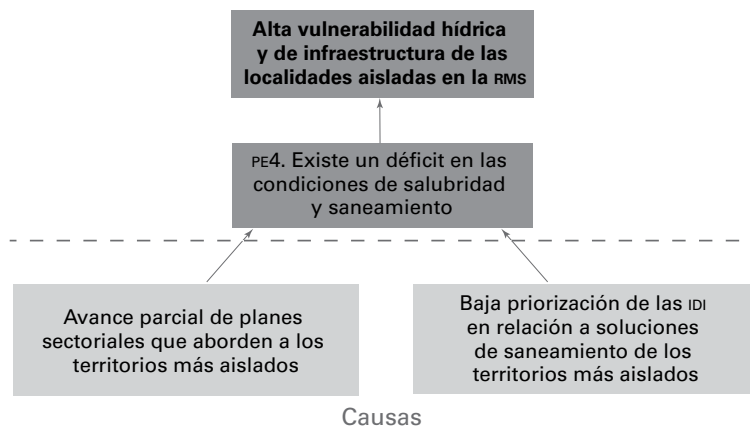 Alta vulnerabilidad hídrica
y de infraestructura de las
localidades aisladas en la RMS
PE4. Existe un déficit en las
condiciones de salubridad
y saneamiento
Avance parcial de planes
sectoriales que aborden a los
territorios más aislados
Baja priorización de las IDI
en relación a soluciones
de saneamiento de los
territorios más aislados
Causas